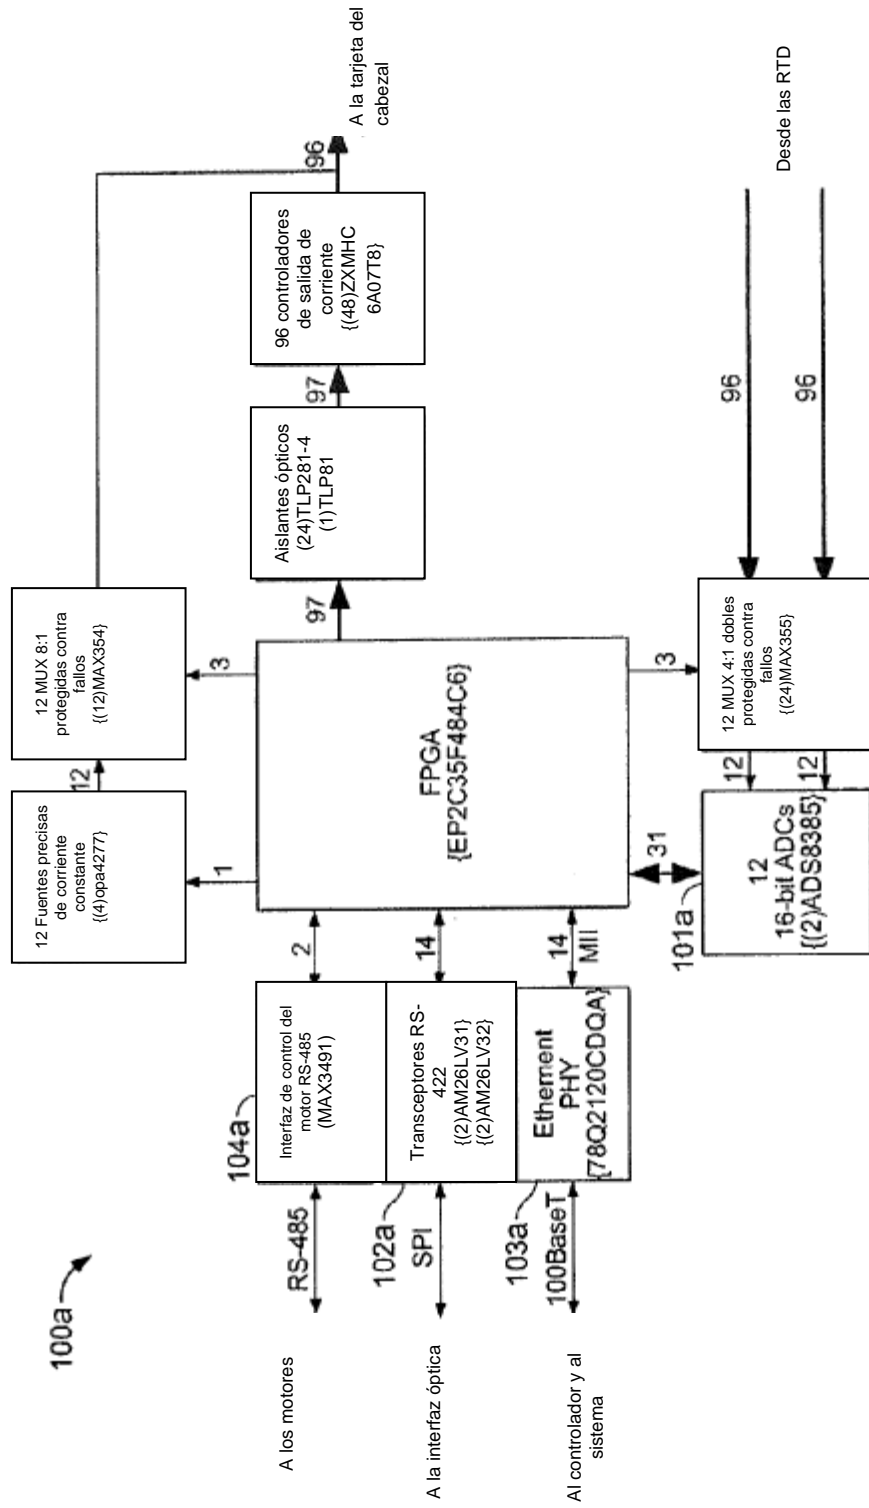 100a
A los motores
RS-485
104a
Interfaz de control del
motor RS-485
(MAX3491)
2
A la interfaz óptica
SPI
102a
Transceptores RS-
422
{(2)AM26LV31}
{(2)AM26LV32}
14
Al controlador y al
sistema
100BaseT
103a
Ethernet
PHY
{78Q2120CDQA}
14
MII
12 Fuentes precisas
de corriente
constante
{(4)opa4277}
1
12
12 MUX 8:1
protegidas contra
fallos
{(12)MAX354}
3
FPGA
{EP2C35F484C6}
97
Aislantes ópticos
(24)TLP281-4
(1)TLP81
97
96 controladores
de salida de
corriente
{(48)ZXMHC
6A07T8}
96
A la tarjeta del
cabezal
31
101a
12
16-bit ADCs
{(2)ADS8385}
12
12
3
12 MUX 4:1 dobles
protegidas contra
fallos
{(24)MAX355}
96
96
Desde las RTD